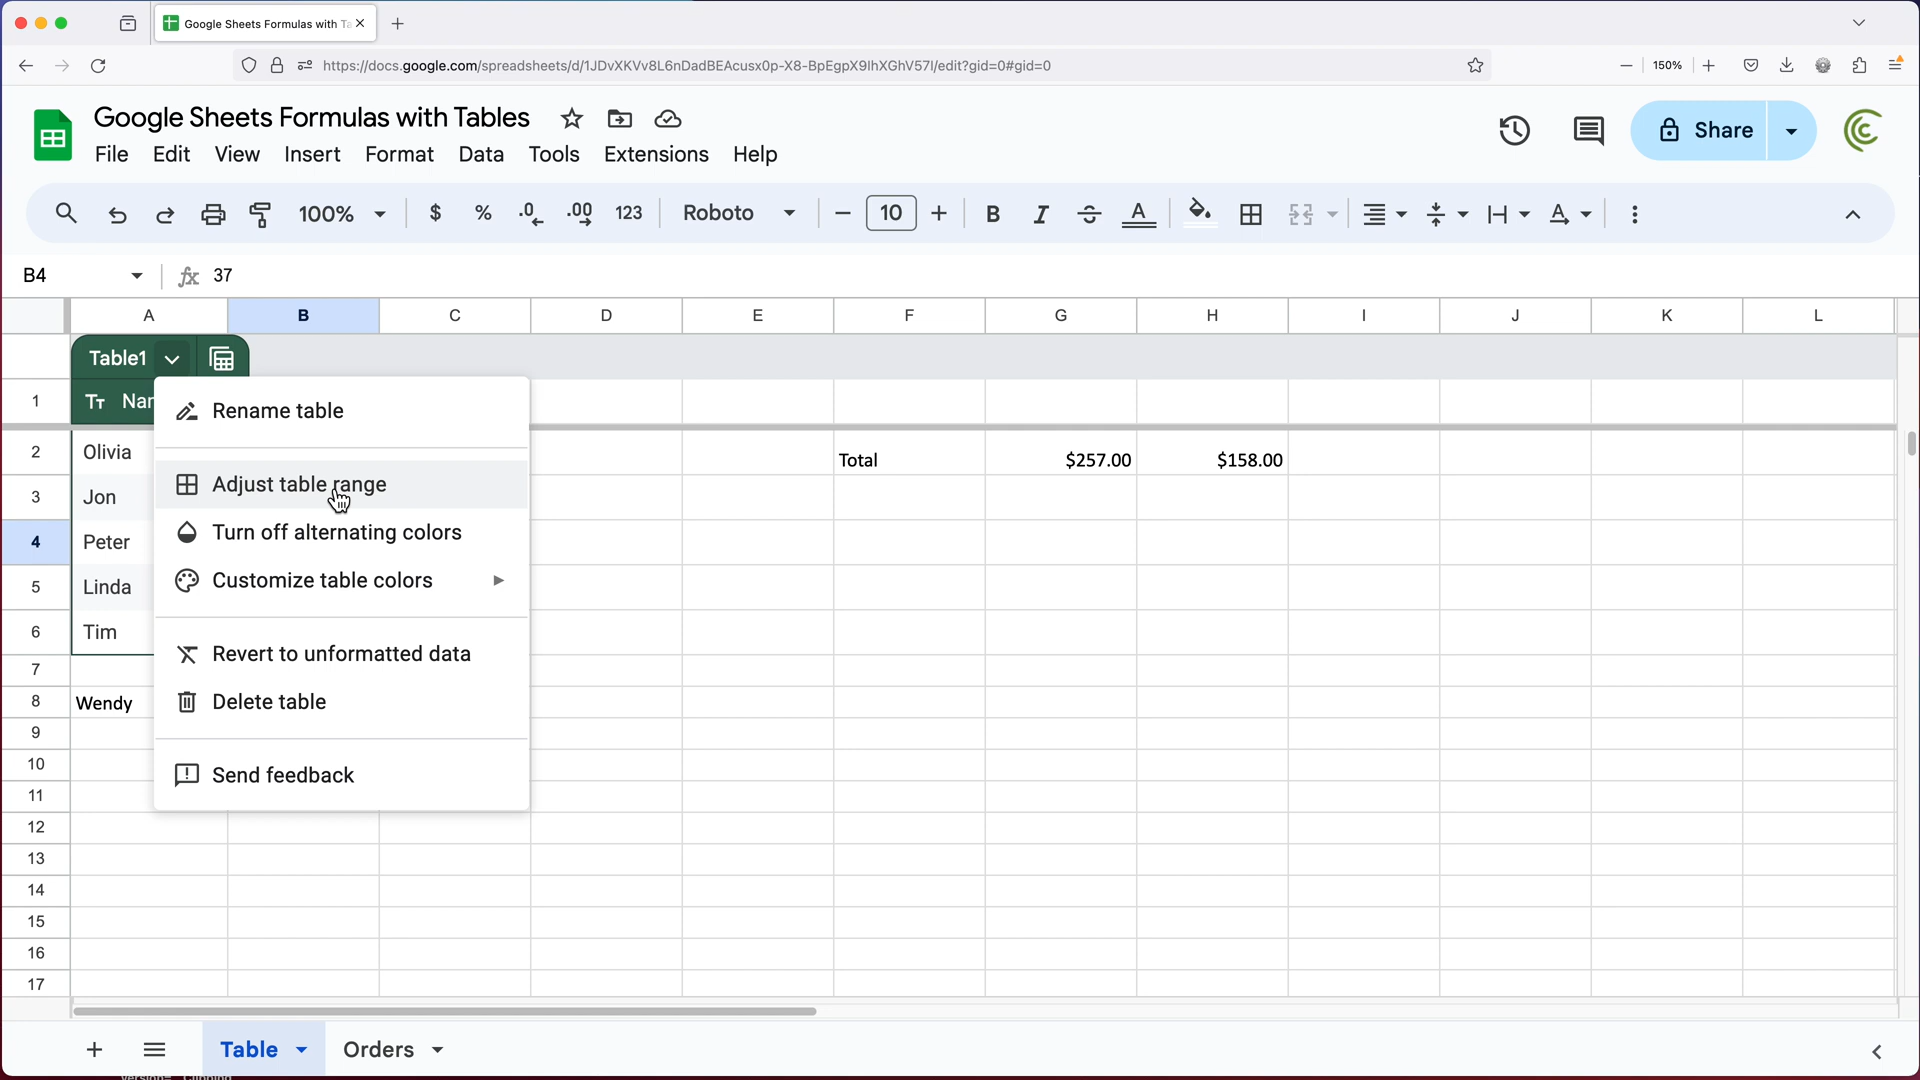 Google Sheets Formulas with Ta
https://docs.google.com/spreadsheets/d/1JDvXKVv8L6nDadBEAcusx0p-X8-BpEgpX9lhXGhV57I/edit?gid=0#gid=0
150%
Google Sheets Formulas with Tables
File Edit View Insert Format Data Tools Extensions Help
Share
100% $ % .0 .00 123 Roboto 10 B I S A
B4 fx 37
A B C D E F G H I J K L
Table1
1 Tт Nar
Rename table
2 Olivia Total $257.00 $158.00
Adjust table range
3 Jon
Turn off alternating colors
4 Peter
Customize table colors
5 Linda
6 Tim
Revert to unformatted data
7
8 Wendy
Delete table
9
10
Send feedback
11
12
13
14
15
16
17
Table Orders